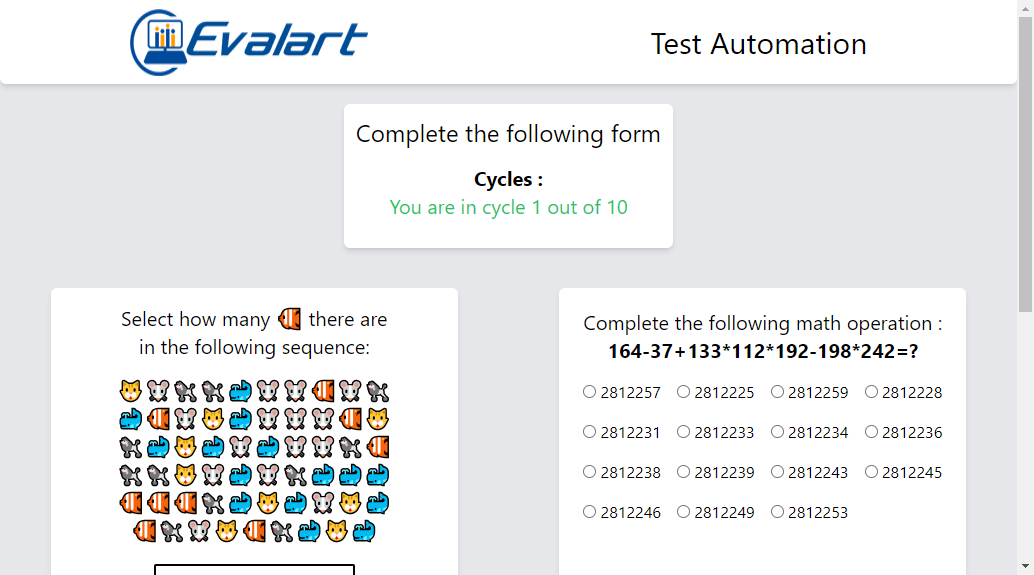 Evalart
Test Automation
Complete the following form
Cycles :
You are in cycle 1 out of 10
Select how many there are
in the following sequence:
Complete the following math operation :
164-37+133*112*192-198*242=?
2812257 2812225 2812259 2812228
2812231 2812233 2812234 2812236
2812238 2812239 2812243 2812245
2812246 2812249 2812253